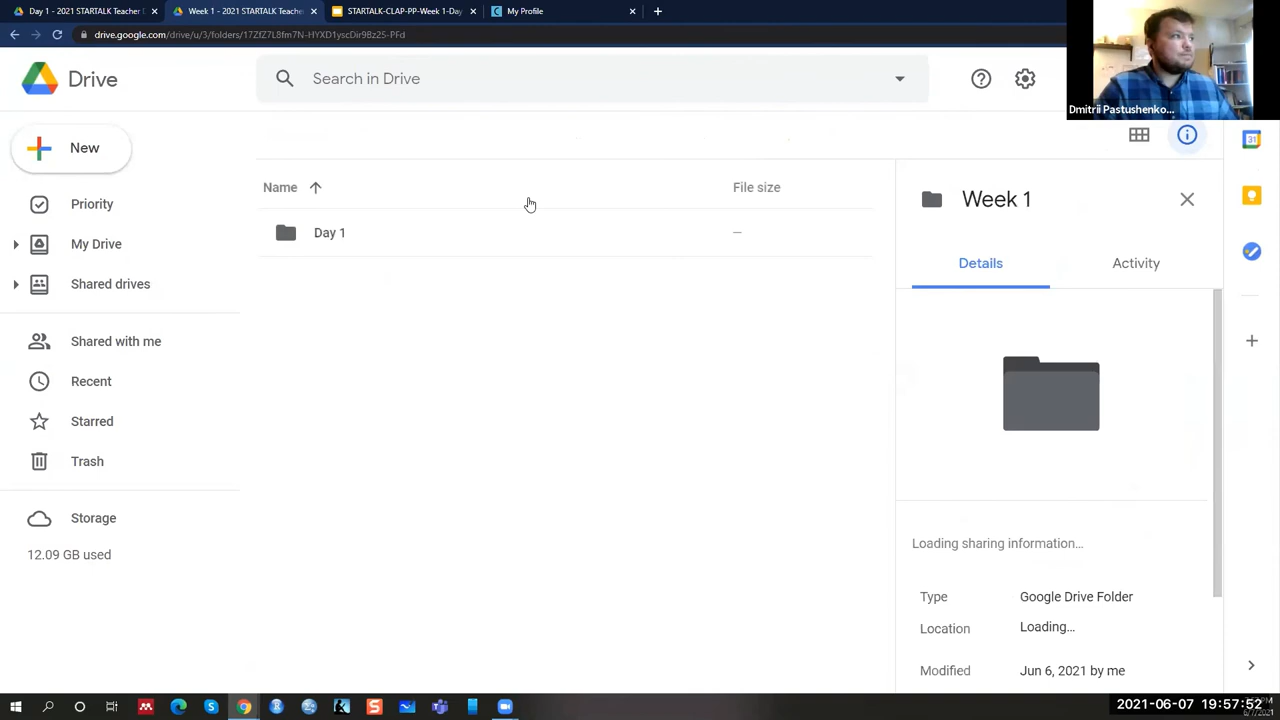 Day 1 - 2021 STARTALK Teacher
Week 1 - 2021 STARTALK Teache
STARTALK-CLAP-PP-Week 1-Day
My Profile
drive.google.com/drive/u/3/folders/17ZfZ7L8fm7N-HYXD1yscDir98z25-PFd
Drive
Search in Drive
Dmitrii Pastushenko...
New
31
Name
File size
Week 1
Priority
Day 1
–
My Drive
Details
Activity
Shared drives
Shared with me
Recent
Starred
Trash
Storage
Loading sharing information...
12.09 GB used
Type
Google Drive Folder
Location
Loading...
Modified
Jun 6, 2021 by me
2021-06-07 19:57:52